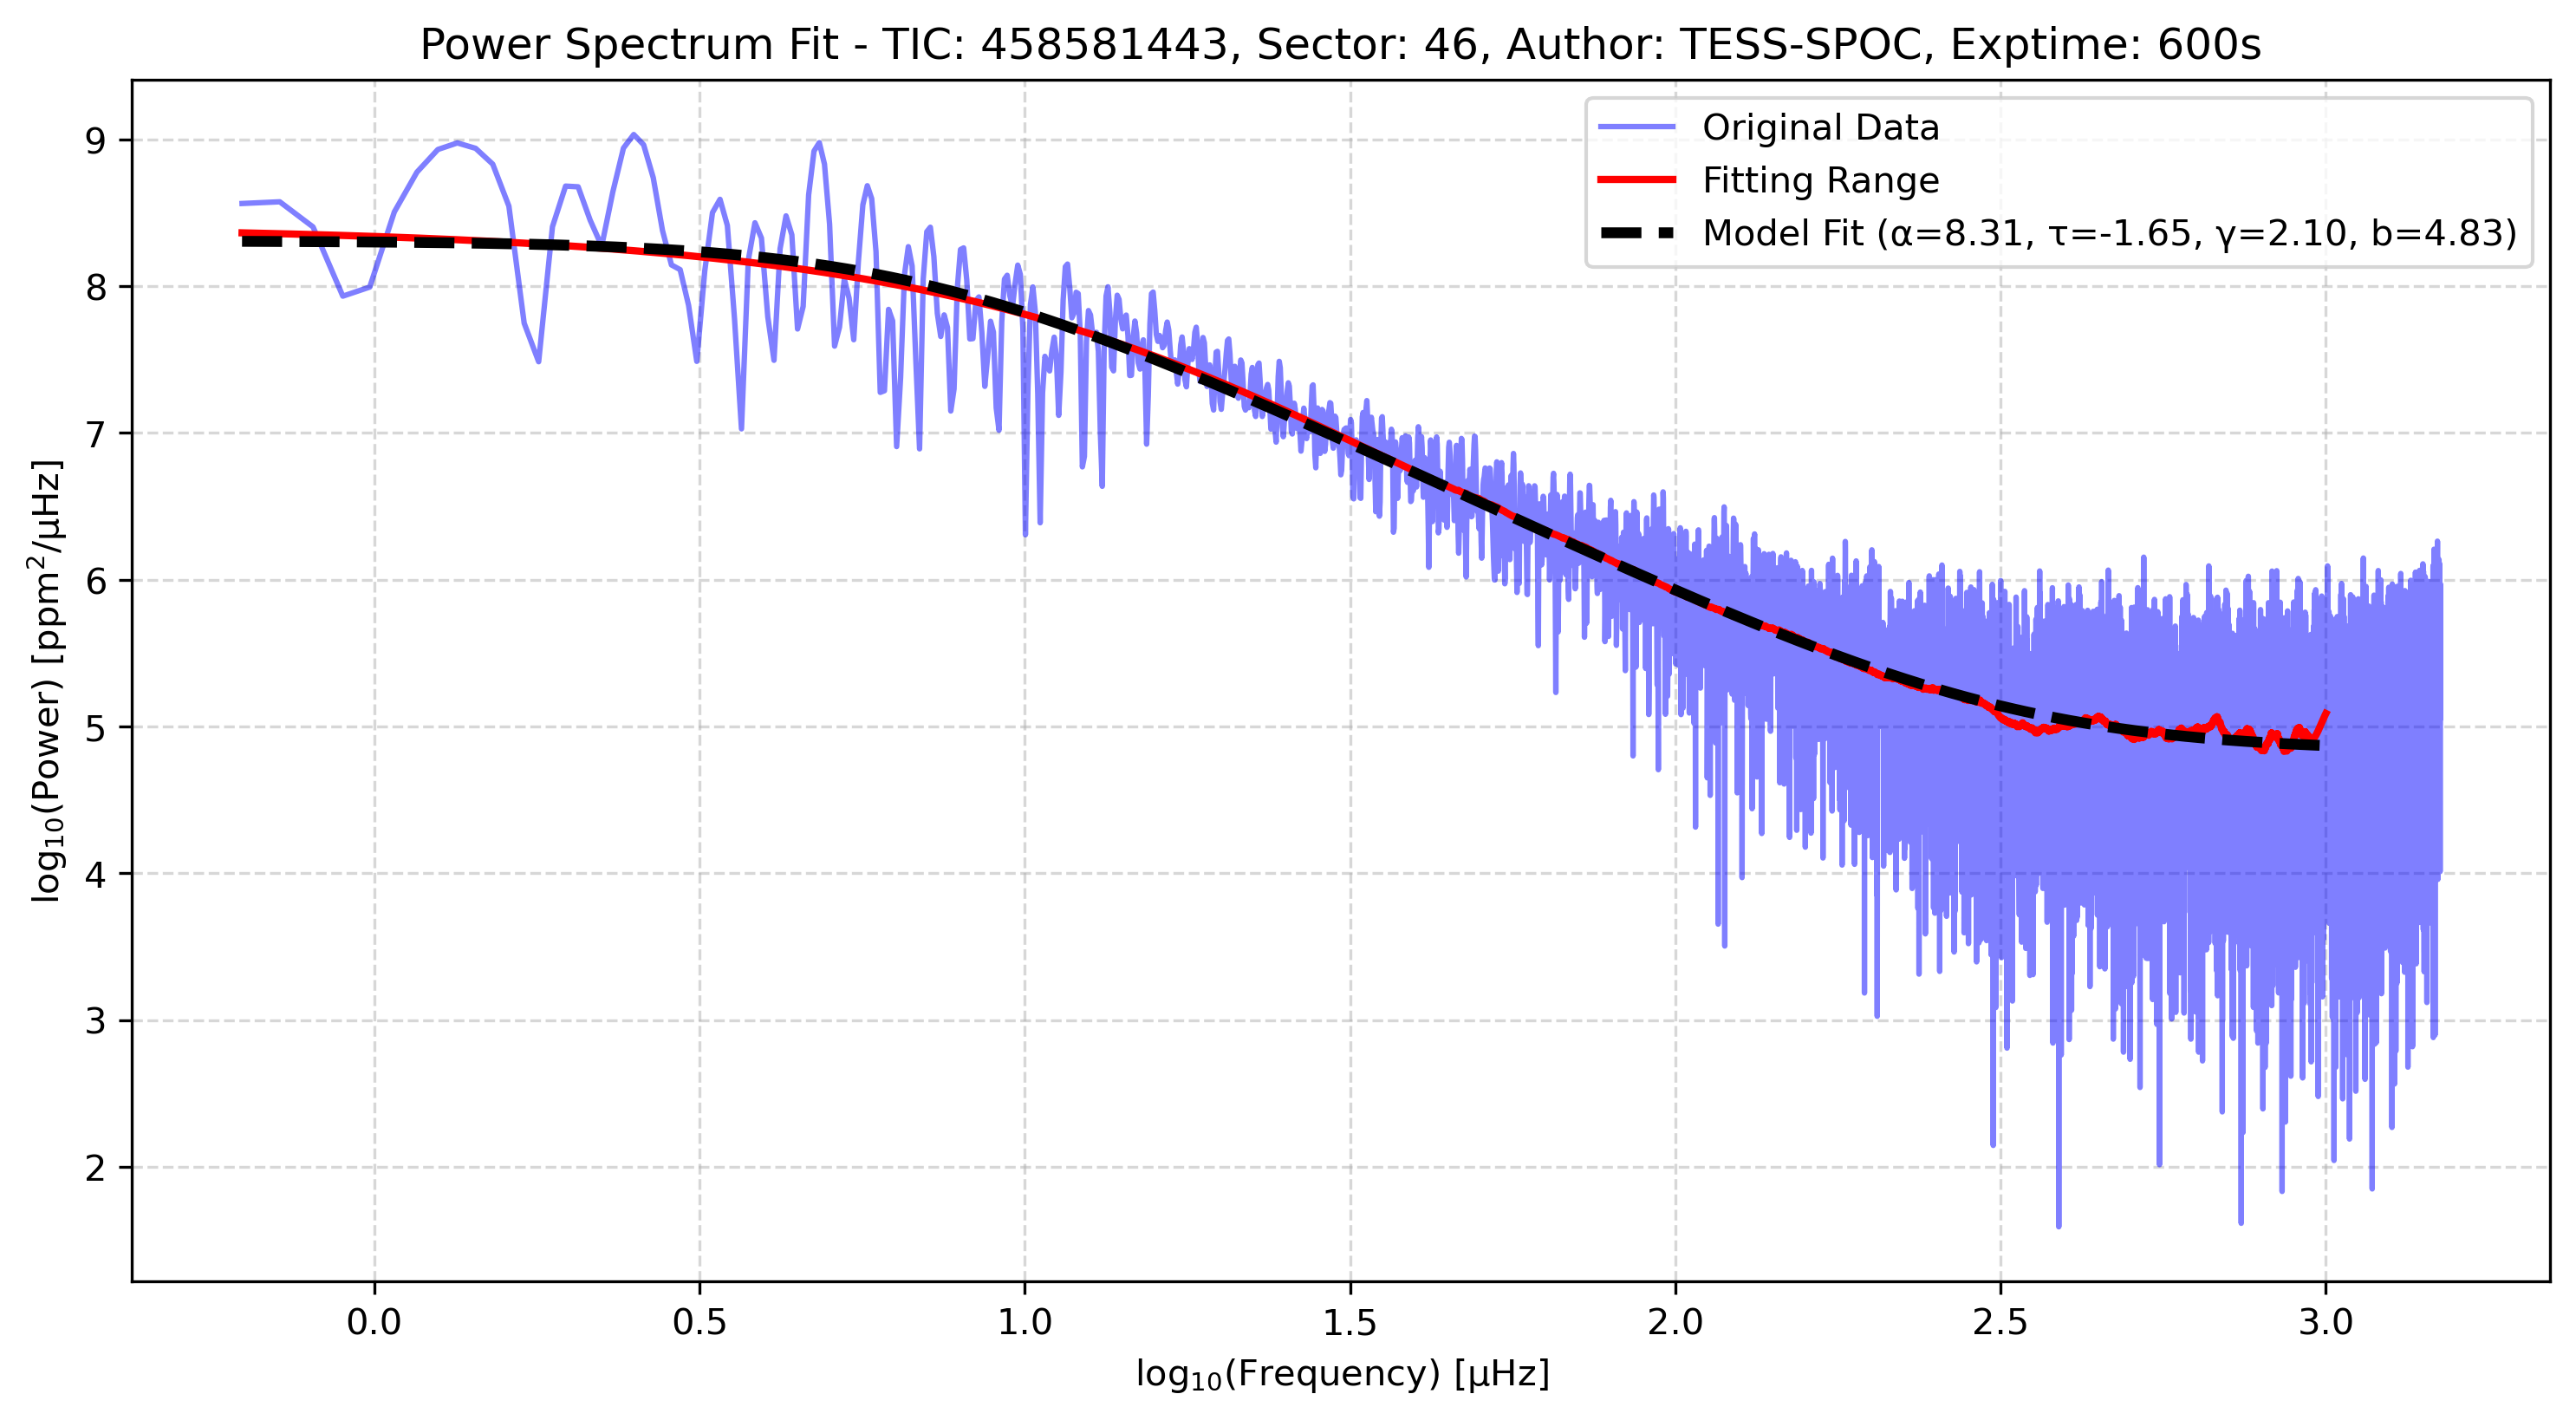 Power Spectrum Fit - TIC: 458581443, Sector: 46, Author: TESS-SPOC, Exptime: 600s
Original Data
Fitting Range
Model Fit (α=8.31, τ=-1.65, γ=2.10, b=4.83)
log₁₀(Power) [ppm²/μHz]
9
8
7
6
5
4
3
2
0.0 0.5 1.0 1.5 2.0 2.5 3.0
log₁₀(Frequency) [μHz]